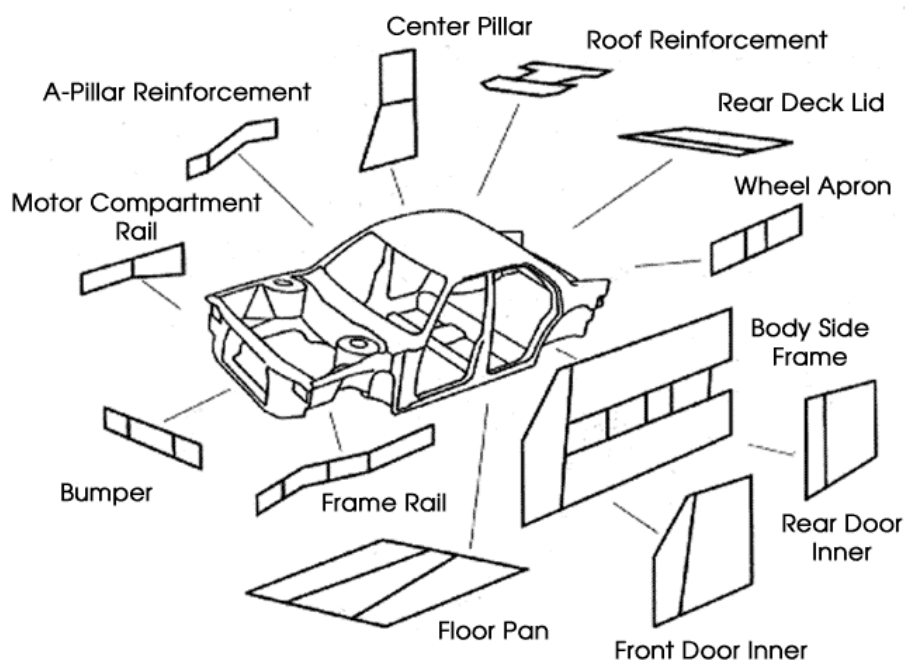 Center Pillar
Roof Reinforcement
A-Pillar Reinforcement
Rear Deck Lid
Wheel Apron
Motor Compartment
Rail
Body Side
Frame
Bumper
Frame Rail
Rear Door
Inner
Floor Pan
Front Door Inner